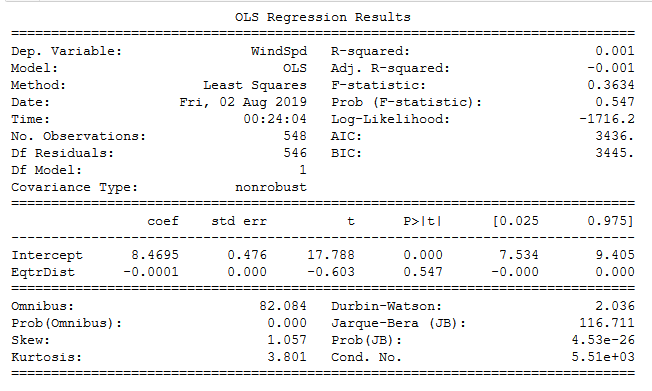 OLS Regression Results
==============================================================================
Dep. Variable:                WindSpd   R-squared:                       0.001
Model:                            OLS   Adj. R-squared:                 -0.001
Method:                 Least Squares   F-statistic:                    0.3634
Date:                Fri, 02 Aug 2019   Prob (F-statistic):              0.547
Time:                        00:24:04   Log-Likelihood:                -1716.2
No. Observations:                 548   AIC:                             3436.
Df Residuals:                     546   BIC:                             3445.
Df Model:                           1
Covariance Type:            nonrobust
==============================================================================
                 coef    std err          t      P>|t|      [0.025      0.975]
------------------------------------------------------------------------------
Intercept      8.4695      0.476     17.788      0.000       7.534       9.405
EqtrDist      -0.0001      0.000     -0.603      0.547      -0.000       0.000
==============================================================================
Omnibus:                       82.084   Durbin-Watson:                   2.036
Prob(Omnibus):                  0.000   Jarque-Bera (JB):              116.711
Skew:                           1.057   Prob(JB):                     4.53e-26
Kurtosis:                       3.801   Cond. No.                     5.51e+03
==============================================================================